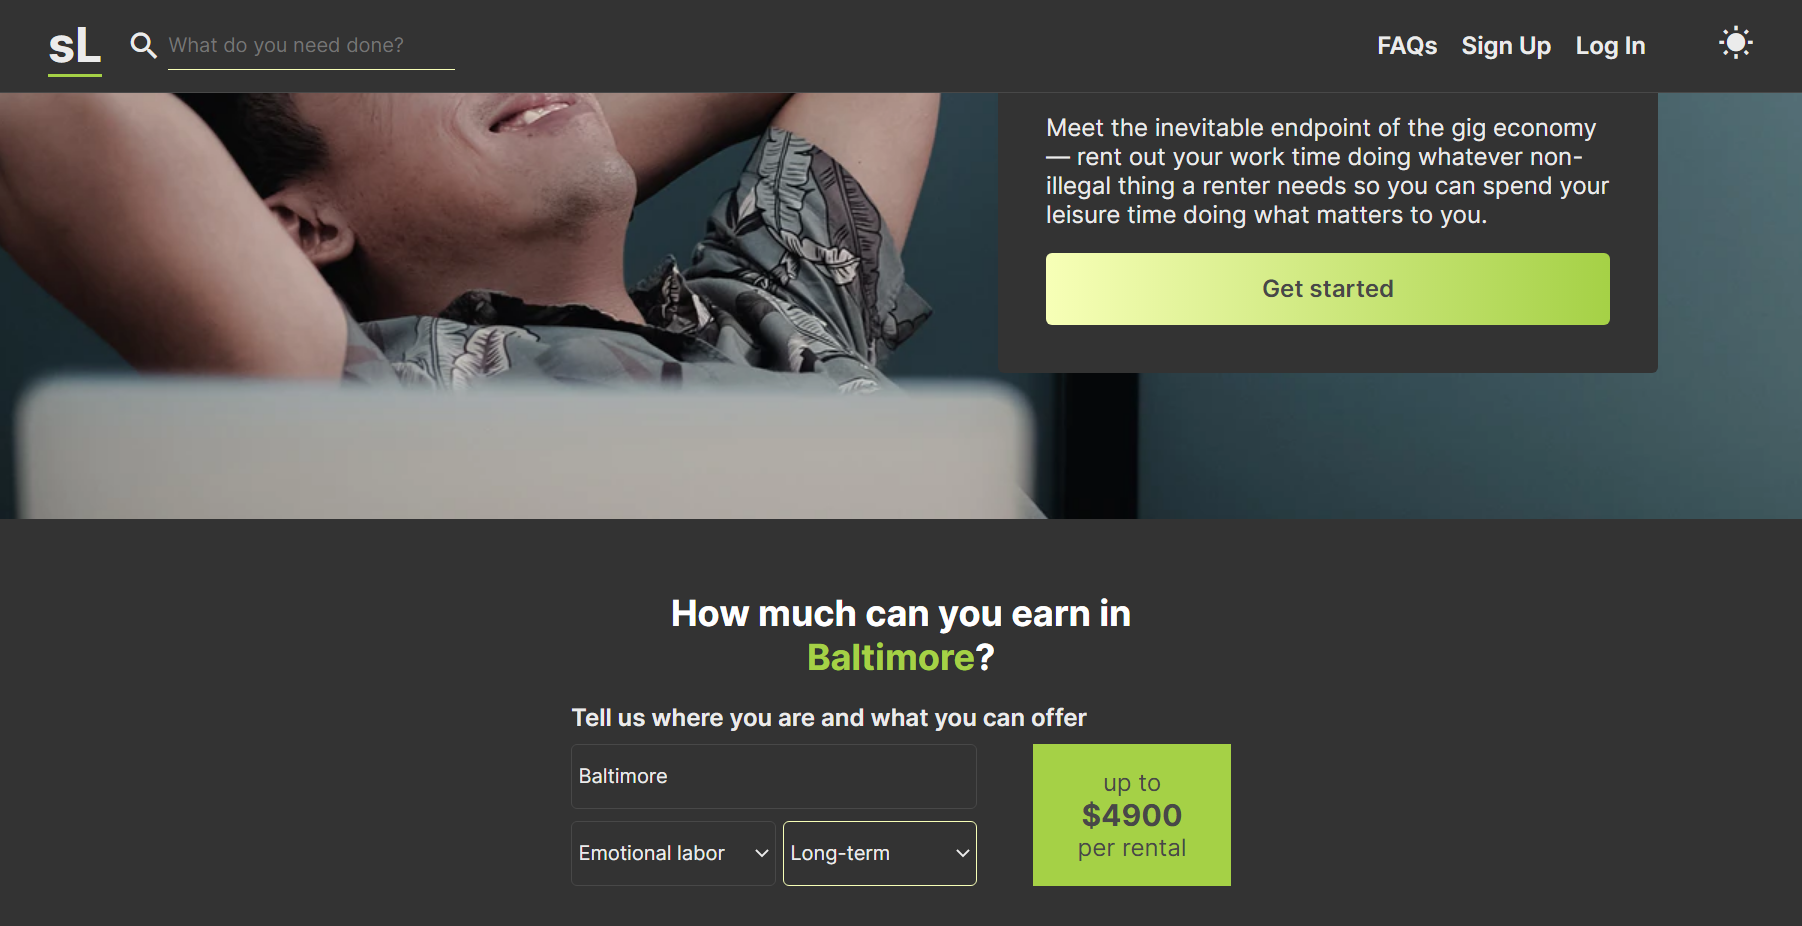 sL
What do you need done?
FAQs
Sign Up
Log In
Meet the inevitable endpoint of the gig economy
— rent out your work time doing whatever non-
illegal thing a renter needs so you can spend your
leisure time doing what matters to you.
Get started
How much can you earn in
Baltimore?
Tell us where you are and what you can offer
Baltimore
Emotional labor
Long-term
up to
$4900
per rental